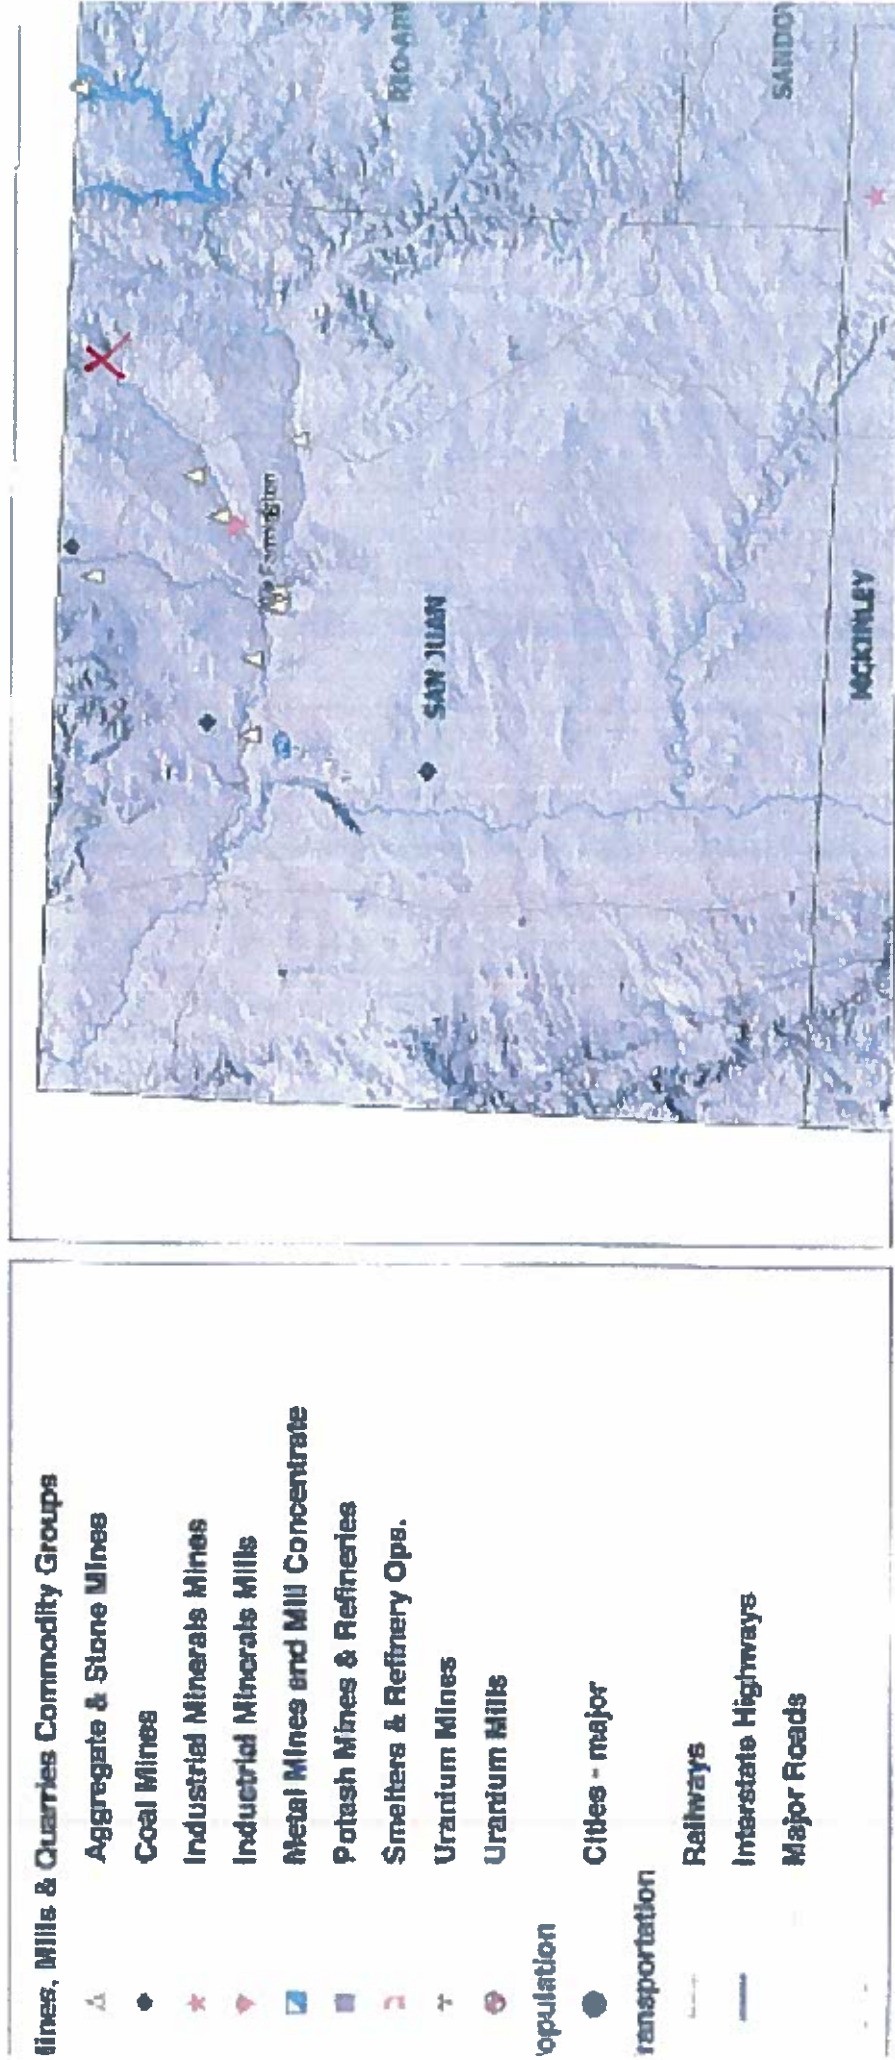 Mines, Mills & Quarries Commodity Groups
Aggregate & Stone Mines
Coal Mines
Industrial Minerals Mines
Industrial Minerals Mills
Metal Mines and Mill Concentrate
Potash Mines & Refineries
Smelters & Refinery Ops.
Uranium Mines
Uranium Mills
opulation
Cities - major
ransportation
Railways
Interstate Highways
Major Roads
Farmington
SAN JUAN
MCKINLEY
RIO ARR
SANDOV